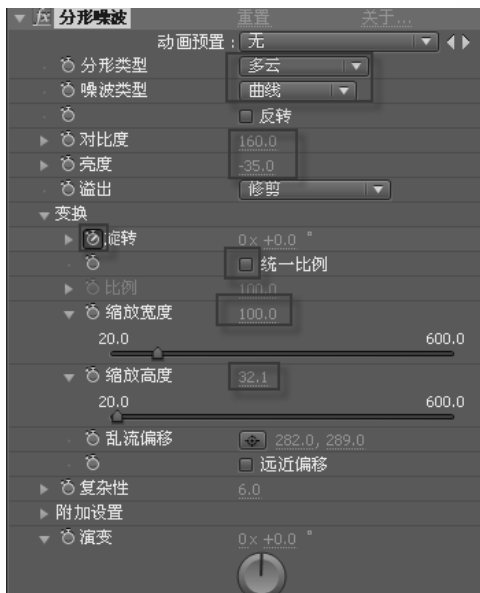 fx 分形噪波 重置 关于...
动画预置: 无
分形类型 多云
噪波类型 曲线
反转
对比度 160.0
亮度 -35.0
溢出 修剪
变换
旋转 0x +0.0 °
统一比例
比例 100.0
缩放宽度 100.0
20.0 600.0
缩放高度 32.1
20.0 600.0
乱流偏移 282.0, 289.0
远近偏移
复杂性 6.0
附加设置
演变 0x +0.0 °